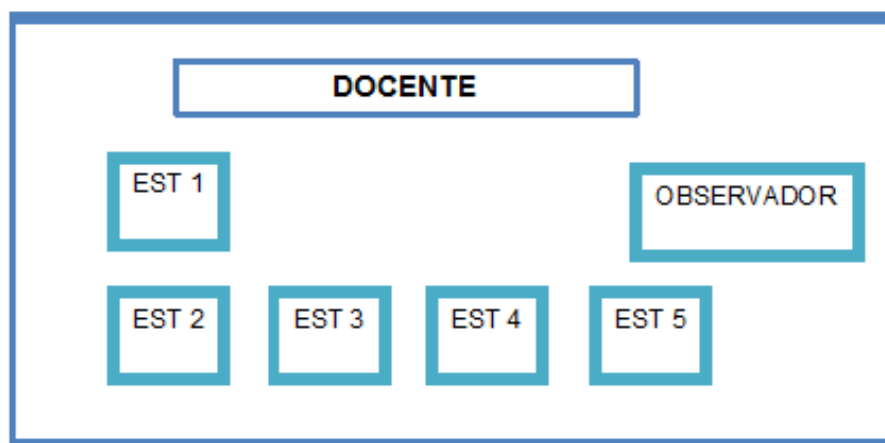 DOCENTE
EST 1
OBSERVADOR
EST 2
EST 3
EST 4
EST 5